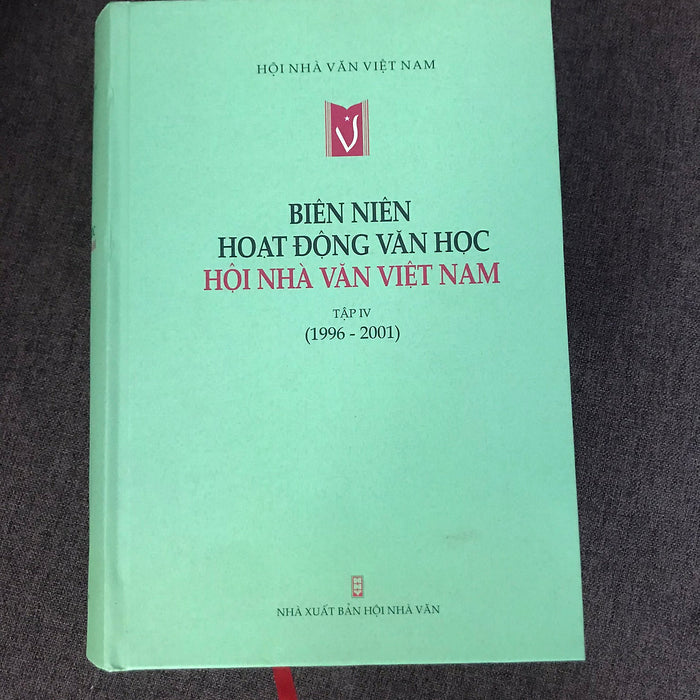 HỘI NHÀ VĂN VIỆT NAM
BIÊN NIÊN
HOẠT ĐỘNG VĂN HỌC
HỘI NHÀ VĂN VIỆT NAM
TẬP IV
(1996 - 2001)
NHÀ XUẤT BẢN HỘI NHÀ VĂN